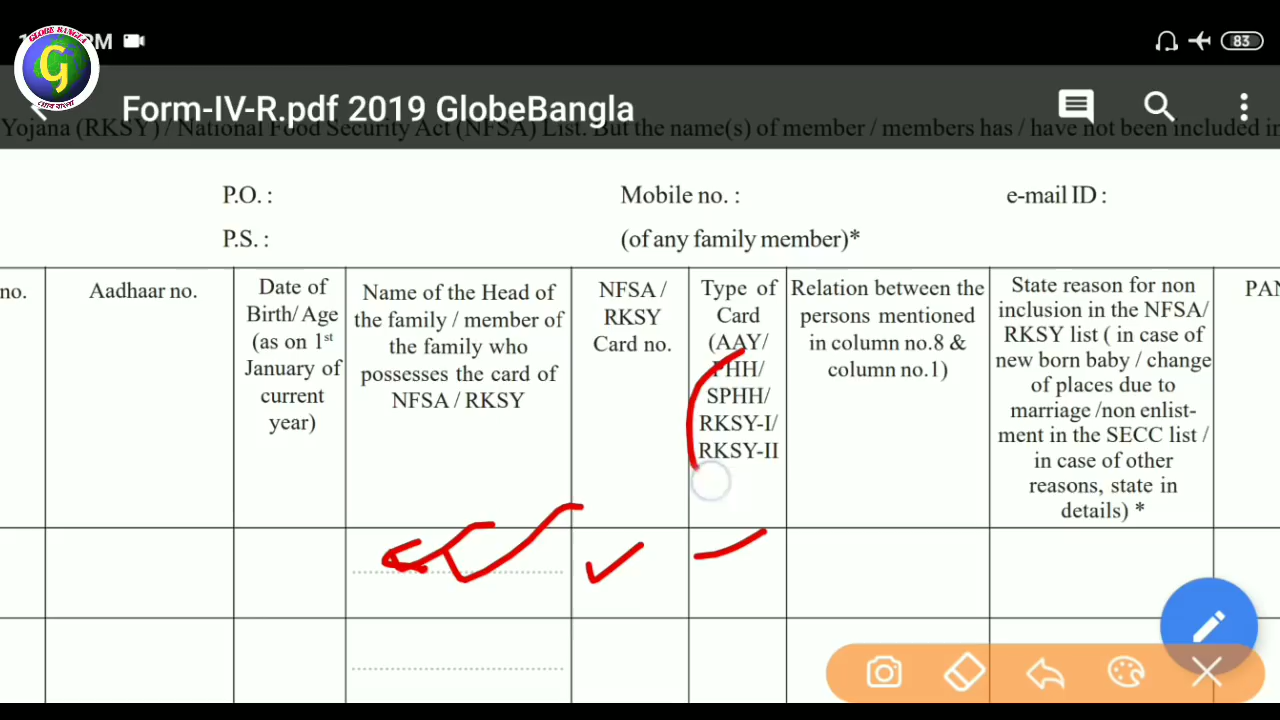 GLOBE BANGLA
G
গ্লোব বাংলা
PM
83
Form-IV-R.pdf 2019 GlobeBangla
Yojana (RKSY) / National Food Security Act (NFSA) List. But the name(s) of member / members has / have not been included in
P.O. :
Mobile no. :
e-mail ID :
P.S. :
(of any family member)*
no.
Aadhaar no.
Date of
Birth/ Age
(as on 1st
January of
current
year)
Name of the Head of
the family / member of
the family who
possesses the card of
NFSA / RKSY
NFSA /
RKSY
Card no.
Type of
Card
(AAY/
PHH/
SPHH/
RKSY-I/
RKSY-II
Relation between the
persons mentioned
in column no.8 &
column no.1)
State reason for non
inclusion in the NFSA/
RKSY list ( in case of
new born baby / change
of places due to
marriage /non enlist-
ment in the SECC list /
in case of other
reasons, state in
details) *
PAN